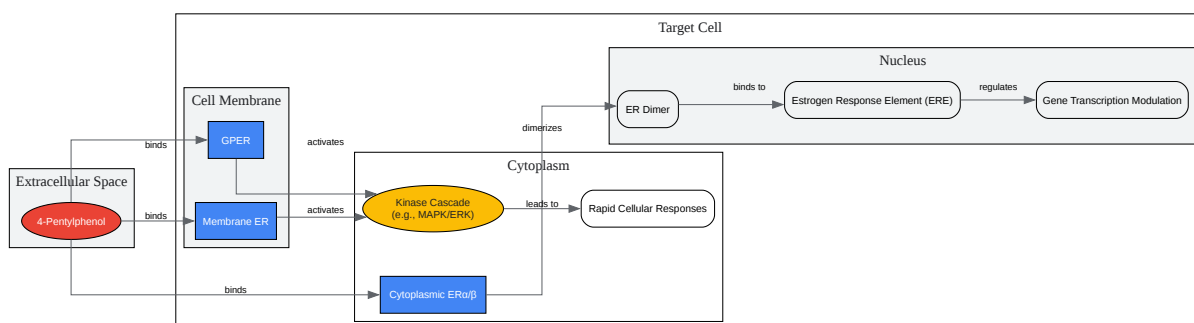 Target Cell
Nucleus
ER Dimer
binds to
Estrogen Response Element (ERE)
regulates
Gene Transcription Modulation
Cell Membrane
GPER
activates
dimerizes
binds
Extracellular Space
4-Pentylphenol
binds
Membrane ER
activates
Cytoplasm
Kinase Cascade
(e.g., MAPK/ERK)
leads to
Rapid Cellular Responses
binds
Cytoplasmic ERα/β